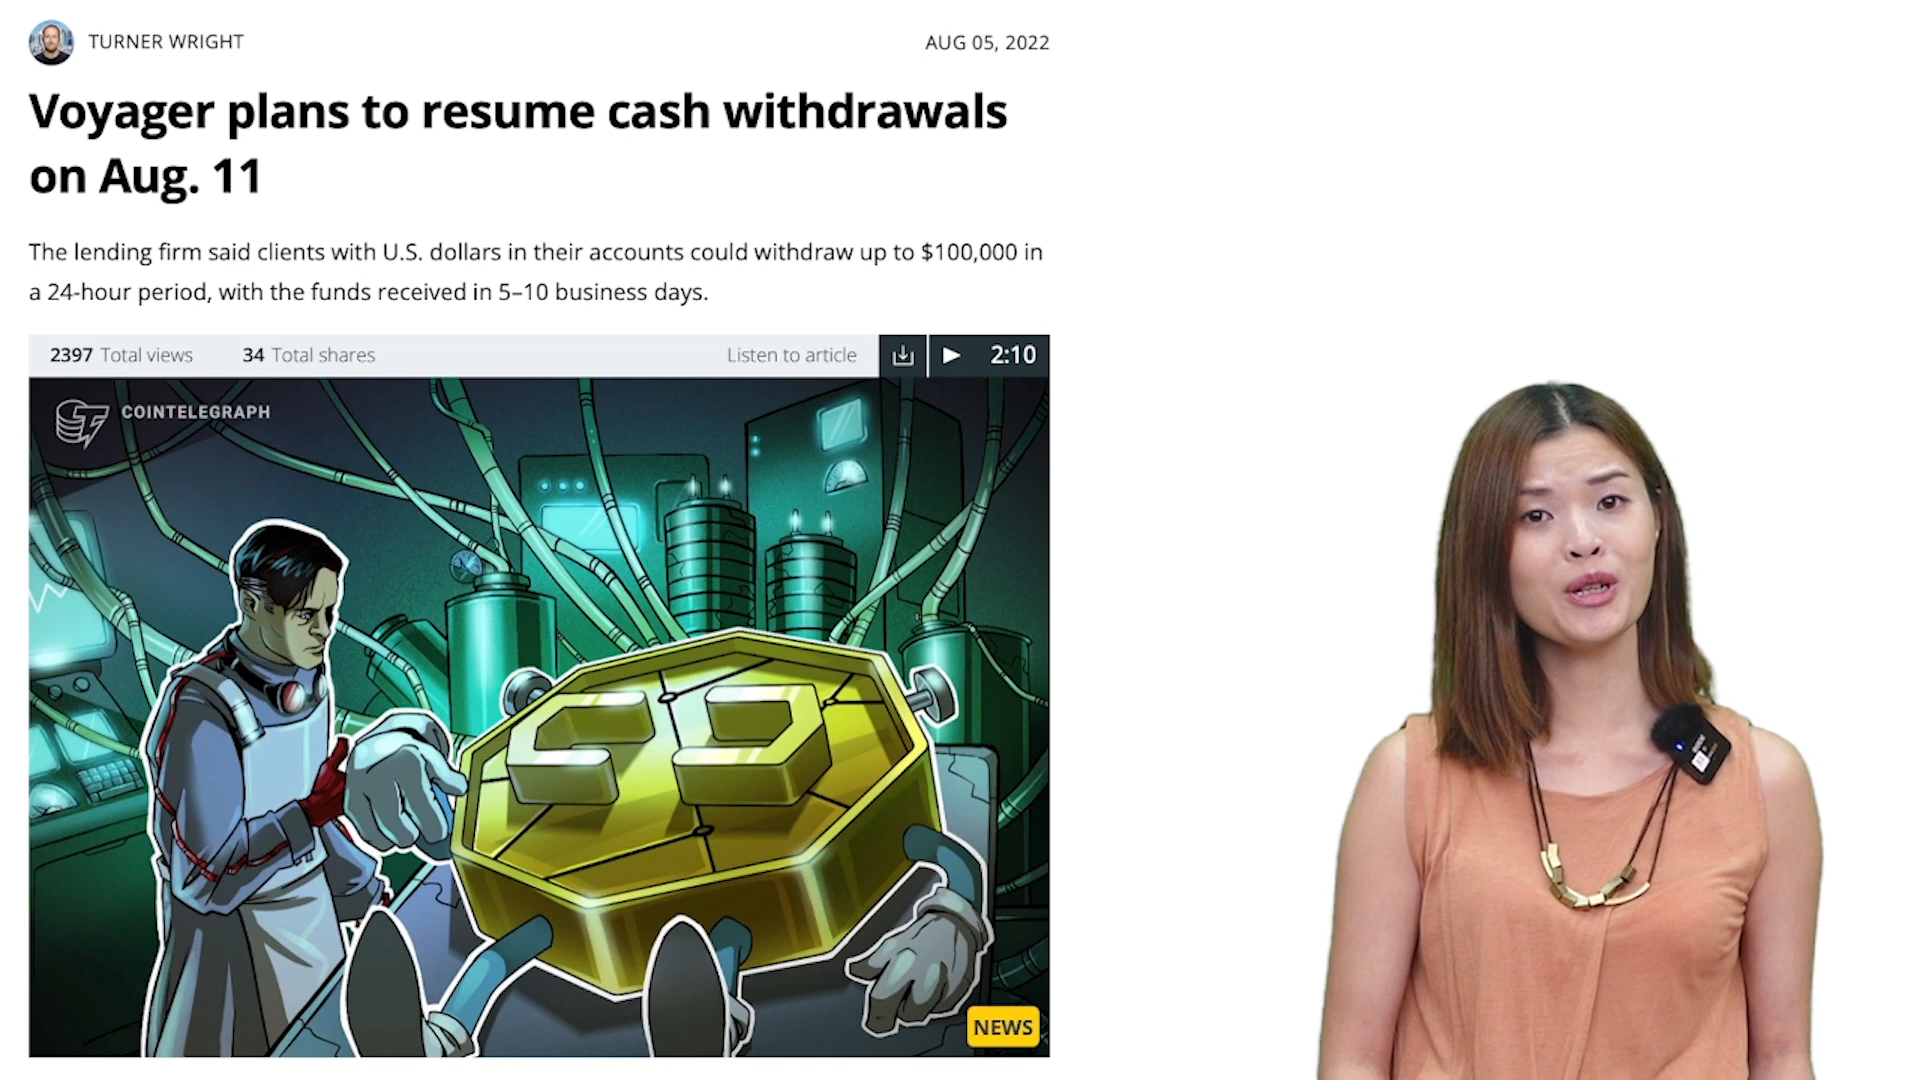 TURNER WRIGHT
AUG 05, 2022
Voyager plans to resume cash withdrawals
on Aug. 11
The lending firm said clients with U.S. dollars in their accounts could withdraw up to $100,000 in
a 24-hour period, with the funds received in 5–10 business days.
2397 Total views 34 Total shares Listen to article 2:10
COINTELEGRAPH
NEWS